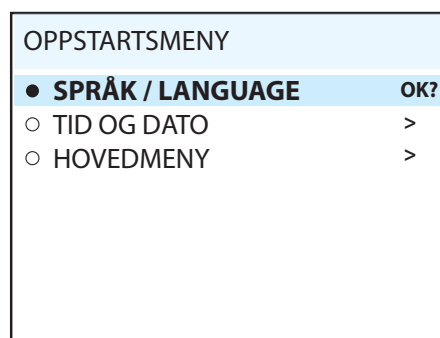 OPPSTARTSMENY
SPRÅK / LANGUAGE OK?
TID OG DATO >
HOVEDMENY >